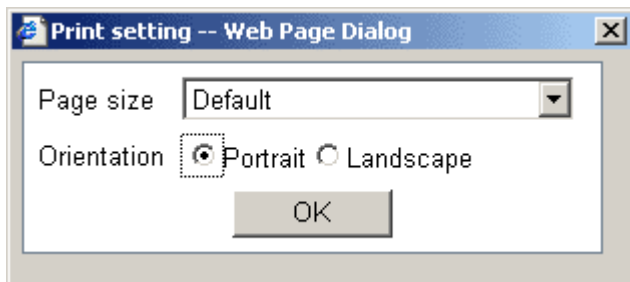 Print setting -- Web Page Dialog
Page size Default
Orientation Portrait Landscape
OK